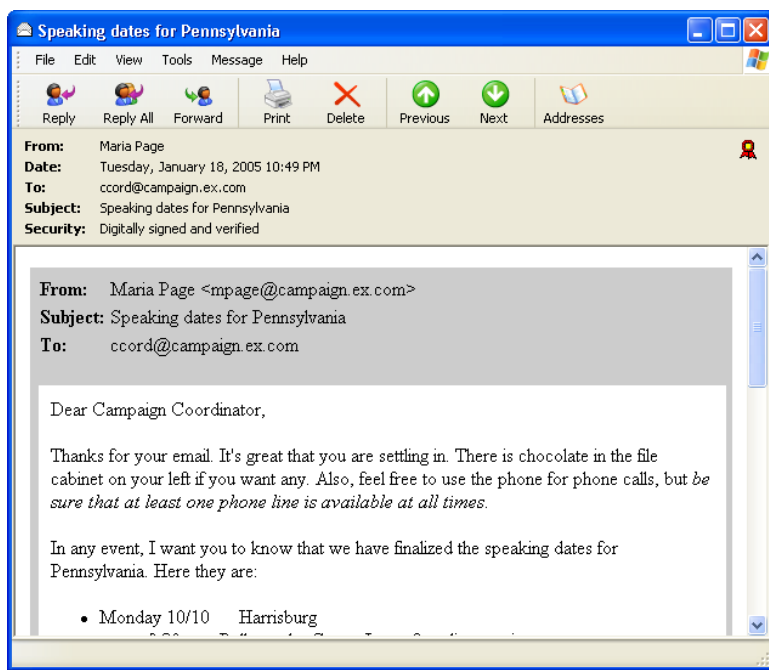 Speaking dates for Pennsylvania
File Edit View Tools Message Help
Reply Reply All Forward Print Delete Previous Next Addresses
From: Maria Page
Date: Tuesday, January 18, 2005 10:49 PM
To: ccord@campaign.ex.com
Subject: Speaking dates for Pennsylvania
Security: Digitally signed and verified
From: Maria Page <mpage@campaign.ex.com>
Subject: Speaking dates for Pennsylvania
To: ccord@campaign.ex.com
Dear Campaign Coordinator,
Thanks for your email. It's great that you are settling in. There is chocolate in the file
cabinet on your left if you want any. Also, feel free to use the phone for phone calls, but be
sure that at least one phone line is available at all times.
In any event, I want you to know that we have finalized the speaking dates for
Pennsylvania. Here they are:
• Monday 10/10 Harrisburg